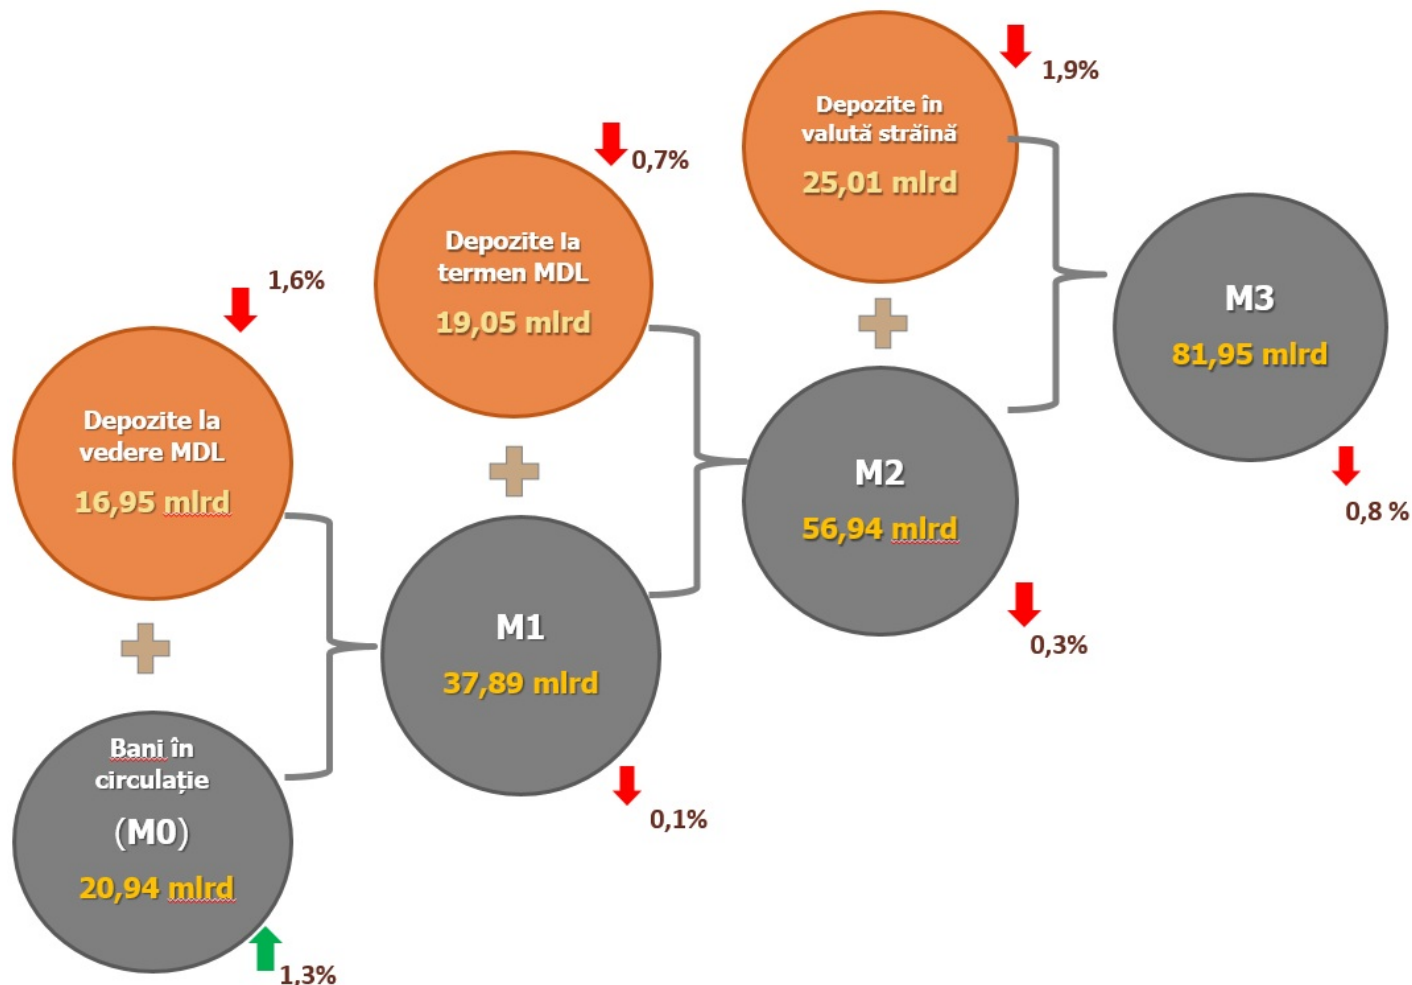 Depozite la
vedere MDL
16,95 mlrd
1,6%
Bani în
circulație
(M0)
20,94 mlrd
1,3%
Depozite la
termen MDL
19,05 mlrd
0,7%
M1
37,89 mlrd
0,1%
Depozite în
valută străină
25,01 mlrd
1,9%
M2
56,94 mlrd
0,3%
M3
81,95 mlrd
0,8 %